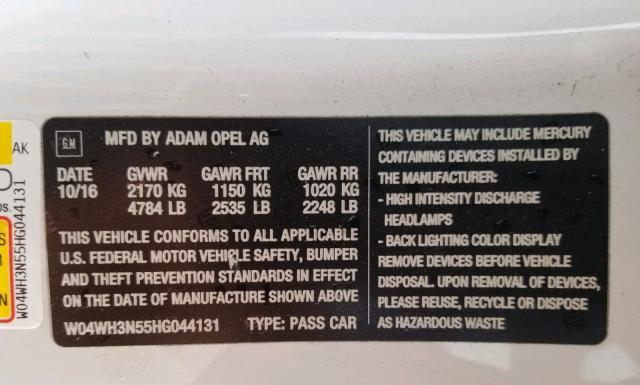 GM
MFD BY ADAM OPEL AG
DATE GVWR GAWR FRT GAWR RR
10/16 2170 KG 1150 KG 1020 KG
4784 LB 2535 LB 2248 LB
THIS VEHICLE CONFORMS TO ALL APPLICABLE
U.S. FEDERAL MOTOR VEHICLE SAFETY, BUMPER
AND THEFT PREVENTION STANDARDS IN EFFECT
ON THE DATE OF MANUFACTURE SHOWN ABOVE
W04WH3N55HG044131 TYPE: PASS CAR
THIS VEHICLE MAY INCLUDE MERCURY
CONTAINING DEVICES INSTALLED BY
THE MANUFACTURER:
- HIGH INTENSITY DISCHARGE
HEADLAMPS
- BACK LIGHTING COLOR DISPLAY
REMOVE DEVICES BEFORE VEHICLE
DISPOSAL. UPON REMOVAL OF DEVICES,
PLEASE REUSE, RECYCLE OR DISPOSE
AS HAZARDOUS WASTE
AK
W04WH3N55HG044131